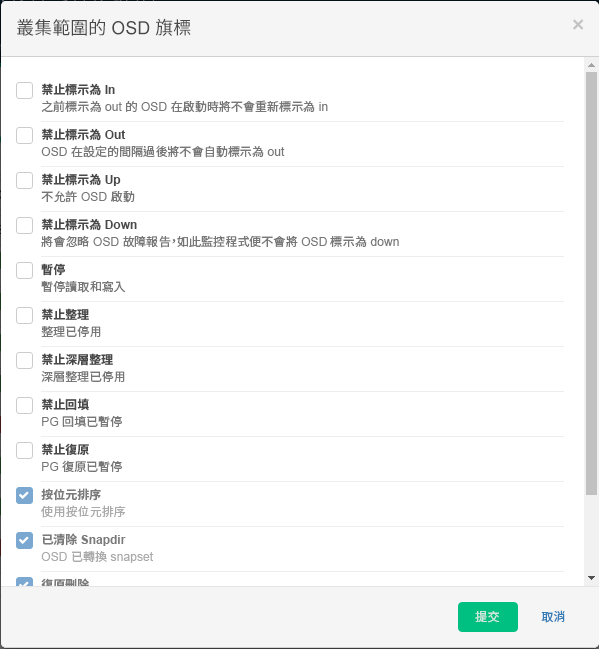 叢集範圍的 OSD 旗標
×
禁止標示為 In
之前標示為 out 的 OSD 在啟動時將不會重新標示為 in
禁止標示為 Out
OSD 在設定的間隔過後將不會自動標示為 out
禁止標示為 Up
不允許 OSD 啟動
禁止標示為 Down
將會忽略 OSD 故障報告，如此監控程式便不會將 OSD 標示為 down
暫停
暫停讀取和寫入
禁止整理
整理已停用
禁止深層整理
深層整理已停用
禁止回填
PG 回填已暫停
禁止復原
PG 復原已暫停
按位元排序
使用按位元排序
已清除 Snapdir
OSD 已轉換 snapset
復原刪除
提交
取消